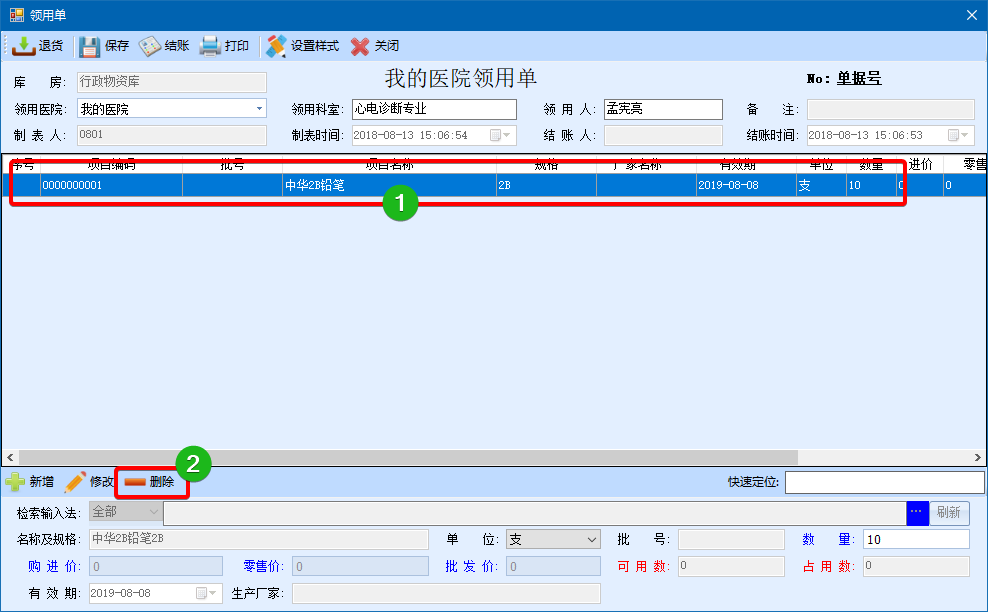 领用单
退货 保存 结账 打印 设置样式 关闭
库 房: 行政物资库 我的医院领用单 No: 单据号
领用医院: 我的医院 领用科室: 心电诊断专业 领 用 人: 孟宪亮 备 注:
制 表 人: 0801 制表时间: 2018-08-13 15:06:54 结 账 人: 结账时间: 2018-08-13 15:06:53
序号 项目编码 批号 项目名称 规格 厂家名称 有效期 单位 数量 进价 零售
0000000001 中华2B铅笔 2B 2019-08-08 支 10 0 0
1
2
新增 修改 删除 快速定位:
检索输入法: 全部 ... 刷新
名称及规格: 中华2B铅笔2B 单 位: 支 批 号: 数 量: 10
购 进 价: 0 零售价: 0 批 发 价: 0 可 用 数: 0 占 用 数: 0
有 效 期: 2019-08-08 生产厂家: